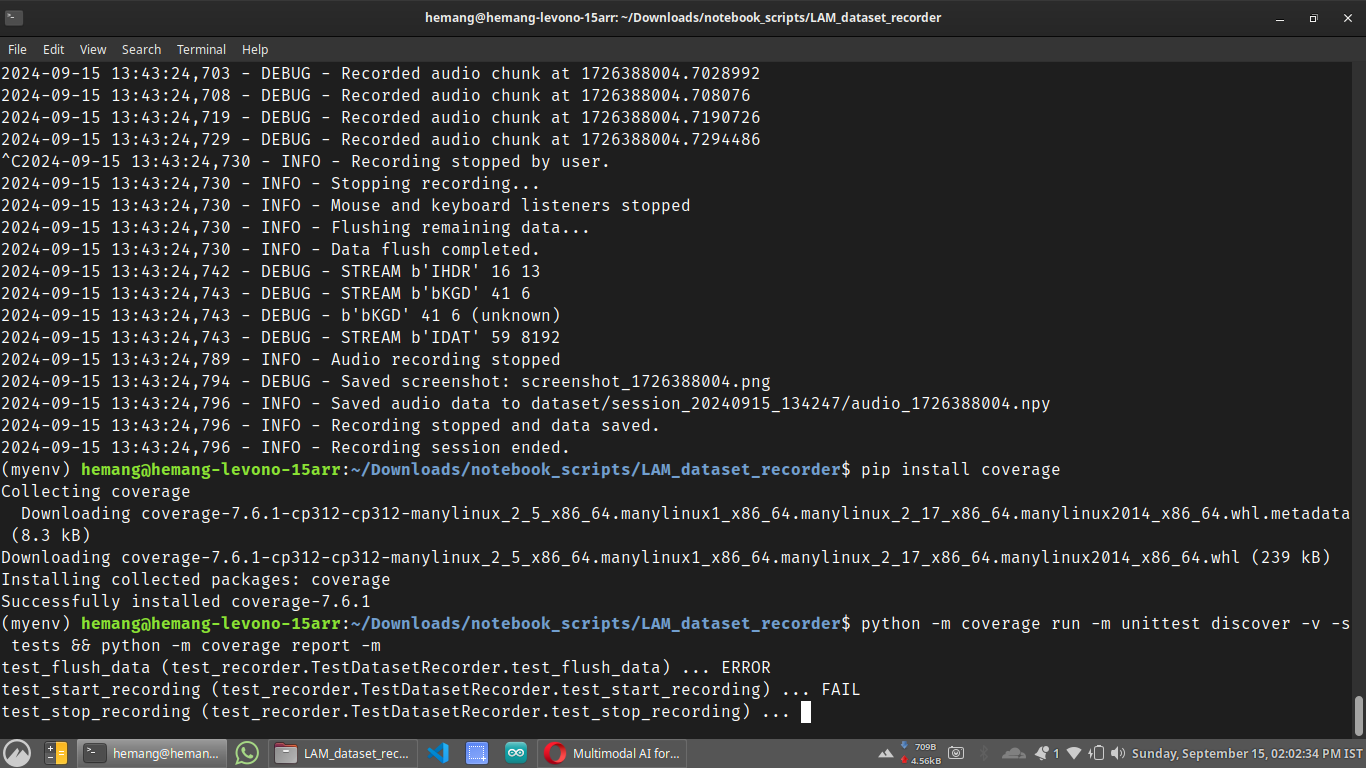 hemang@hemang-levono-15arr: ~/Downloads/notebook_scripts/LAM_dataset_recorder
File Edit View Search Terminal Help
2024-09-15 13:43:24,703 - DEBUG - Recorded audio chunk at 1726388004.7028992
2024-09-15 13:43:24,708 - DEBUG - Recorded audio chunk at 1726388004.708076
2024-09-15 13:43:24,719 - DEBUG - Recorded audio chunk at 1726388004.7190726
2024-09-15 13:43:24,729 - DEBUG - Recorded audio chunk at 1726388004.7294486
^C2024-09-15 13:43:24,730 - INFO - Recording stopped by user.
2024-09-15 13:43:24,730 - INFO - Stopping recording...
2024-09-15 13:43:24,730 - INFO - Mouse and keyboard listeners stopped
2024-09-15 13:43:24,730 - INFO - Flushing remaining data...
2024-09-15 13:43:24,730 - INFO - Data flush completed.
2024-09-15 13:43:24,742 - DEBUG - STREAM b'IHDR' 16 13
2024-09-15 13:43:24,743 - DEBUG - STREAM b'bKGD' 41 6
2024-09-15 13:43:24,743 - DEBUG - b'bKGD' 41 6 (unknown)
2024-09-15 13:43:24,743 - DEBUG - STREAM b'IDAT' 59 8192
2024-09-15 13:43:24,789 - INFO - Audio recording stopped
2024-09-15 13:43:24,794 - DEBUG - Saved screenshot: screenshot_1726388004.png
2024-09-15 13:43:24,796 - INFO - Saved audio data to dataset/session_20240915_134247/audio_1726388004.npy
2024-09-15 13:43:24,796 - INFO - Recording stopped and data saved.
2024-09-15 13:43:24,796 - INFO - Recording session ended.
(myenv) hemang@hemang-levono-15arr:~/Downloads/notebook_scripts/LAM_dataset_recorder$ pip install coverage
Collecting coverage
  Downloading coverage-7.6.1-cp312-cp312-manylinux_2_5_x86_64.manylinux1_x86_64.manylinux_2_17_x86_64.manylinux2014_x86_64.whl.metadata
 (8.3 kB)
Downloading coverage-7.6.1-cp312-cp312-manylinux_2_5_x86_64.manylinux1_x86_64.manylinux_2_17_x86_64.manylinux2014_x86_64.whl (239 kB)
Installing collected packages: coverage
Successfully installed coverage-7.6.1
(myenv) hemang@hemang-levono-15arr:~/Downloads/notebook_scripts/LAM_dataset_recorder$ python -m coverage run -m unittest discover -v -s
 tests && python -m coverage report -m
test_flush_data (test_recorder.TestDatasetRecorder.test_flush_data) ... ERROR
test_start_recording (test_recorder.TestDatasetRecorder.test_start_recording) ... FAIL
test_stop_recording (test_recorder.TestDatasetRecorder.test_stop_recording) ...
hemang@heman... LAM_dataset_rec... Multimodal AI for... 709B 4.56kB 1 Sunday, September 15, 02:02:34 PM IST